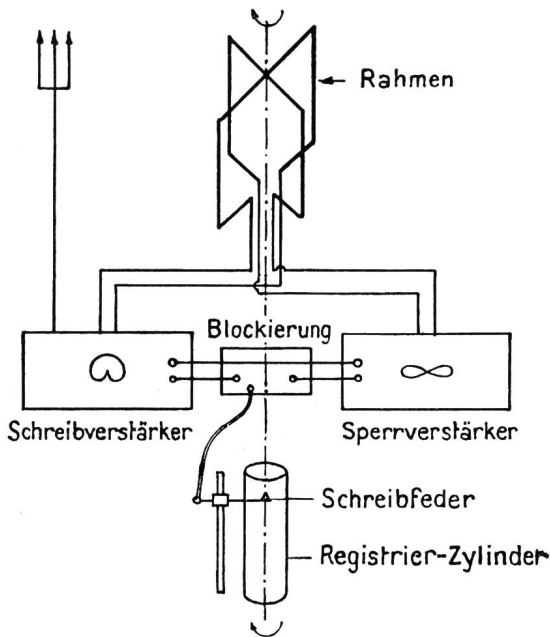 Rahmen
Blockierung
Schreibverstärker
Sperrverstärker
Schreibfeder
Registrier-Zylinder